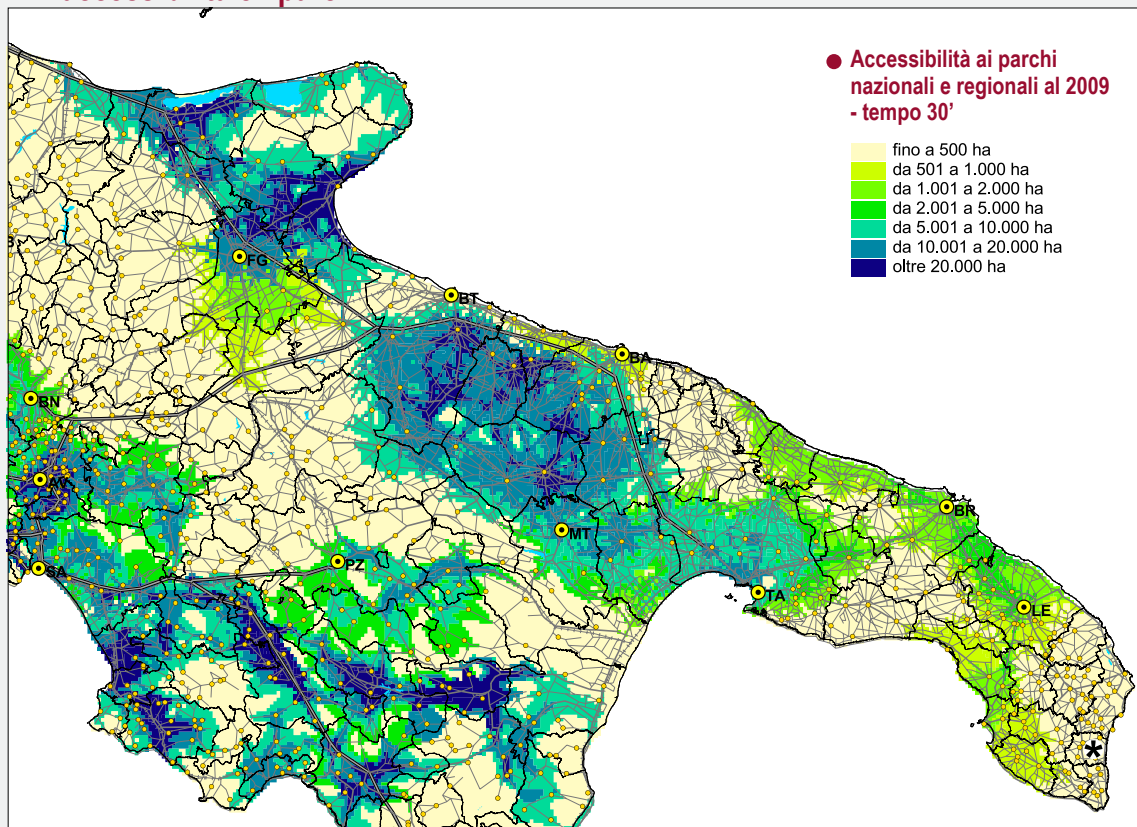 ● Accessibilità ai parchi
nazionali e regionali al 2009
- tempo 30’
fino a 500 ha
da 501 a 1.000 ha
da 1.001 a 2.000 ha
da 2.001 a 5.000 ha
da 5.001 a 10.000 ha
da 10.001 a 20.000 ha
oltre 20.000 ha
FG
BT
BA
BN
AV
BR
MT
PZ
SA
TA
LE
*